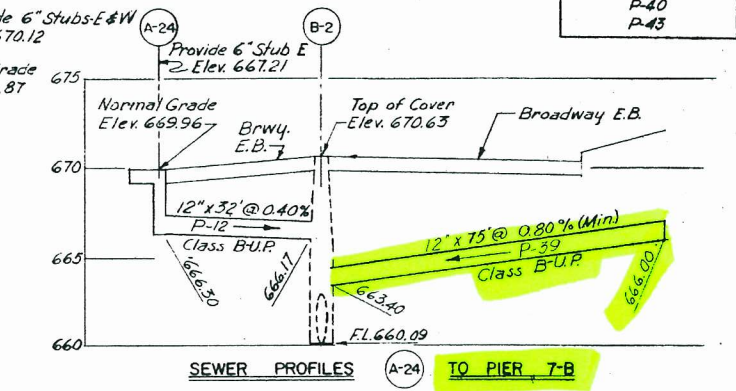 de 6" Stubs-E&W
670.12
rade
.87
A-24
B-2
P-40
P-43
Provide 6" Stub E
Elev. 667.21
675
Normal Grade
Elev. 669.96
Brwy.
E.B.
Top of Cover
Elev. 670.63
Broadway E.B.
670
12" x 32' @ 0.40%
P-12
Class B-U.P.
12" x 75' @ 0.80% (Min.)
P-39
Class B-U.P.
665
666.30
666.17
663.40
666.00
F.L. 660.09
660
SEWER PROFILES A-24 TO PIER 7-B